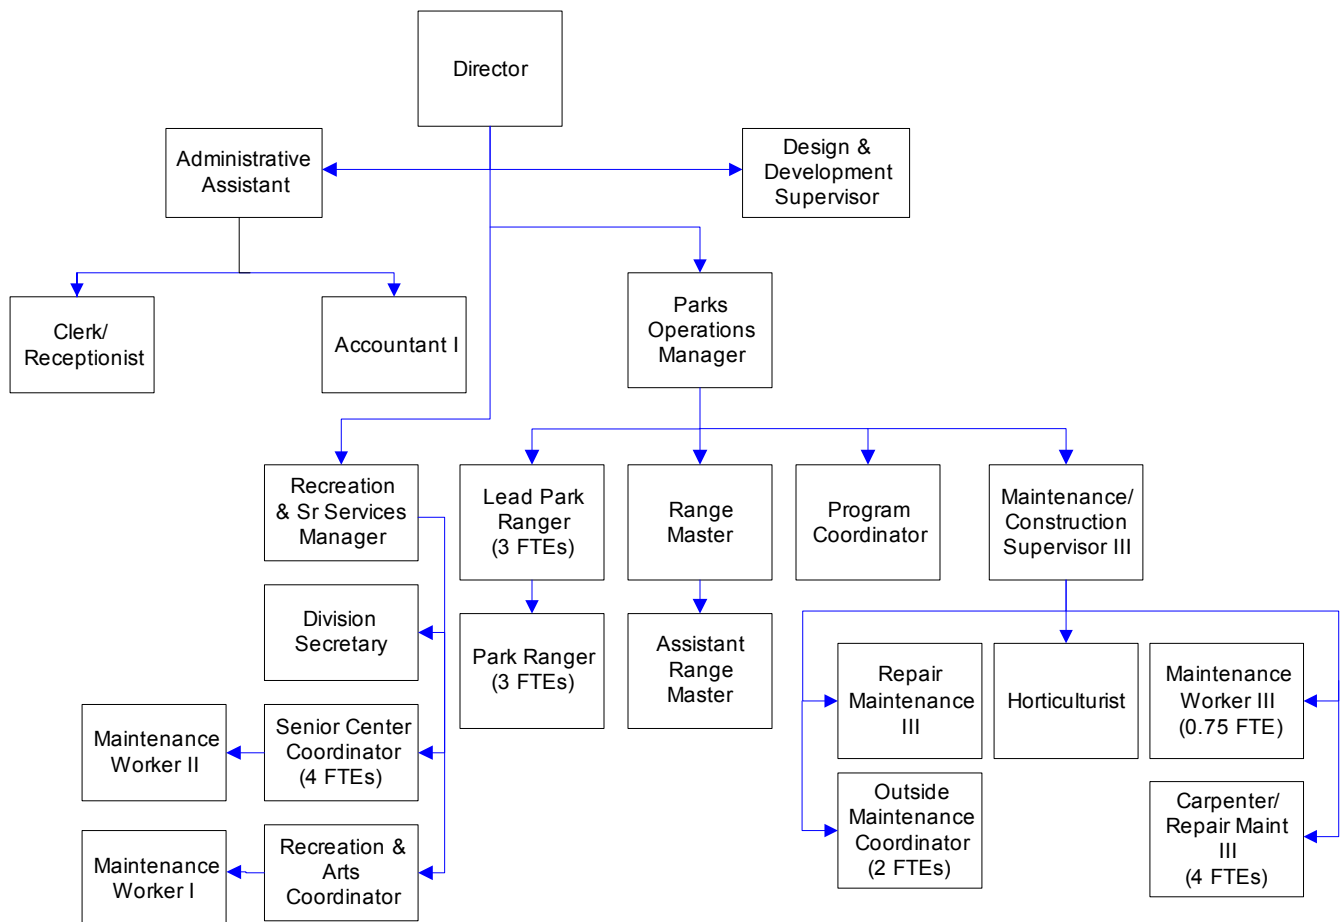 Director
Administrative
Assistant
Design &
Development
Supervisor
Clerk/
Receptionist
Accountant I
Parks
Operations
Manager
Recreation
& Sr Services
Manager
Lead Park
Ranger
(3 FTEs)
Range
Master
Program
Coordinator
Maintenance/
Construction
Supervisor III
Division
Secretary
Park Ranger
(3 FTEs)
Assistant
Range
Master
Repair
Maintenance
III
Horticulturist
Maintenance
Worker III
(0.75 FTE)
Maintenance
Worker II
Senior Center
Coordinator
(4 FTEs)
Outside
Maintenance
Coordinator
(2 FTEs)
Carpenter/
Repair Maint
III
(4 FTEs)
Maintenance
Worker I
Recreation &
Arts
Coordinator